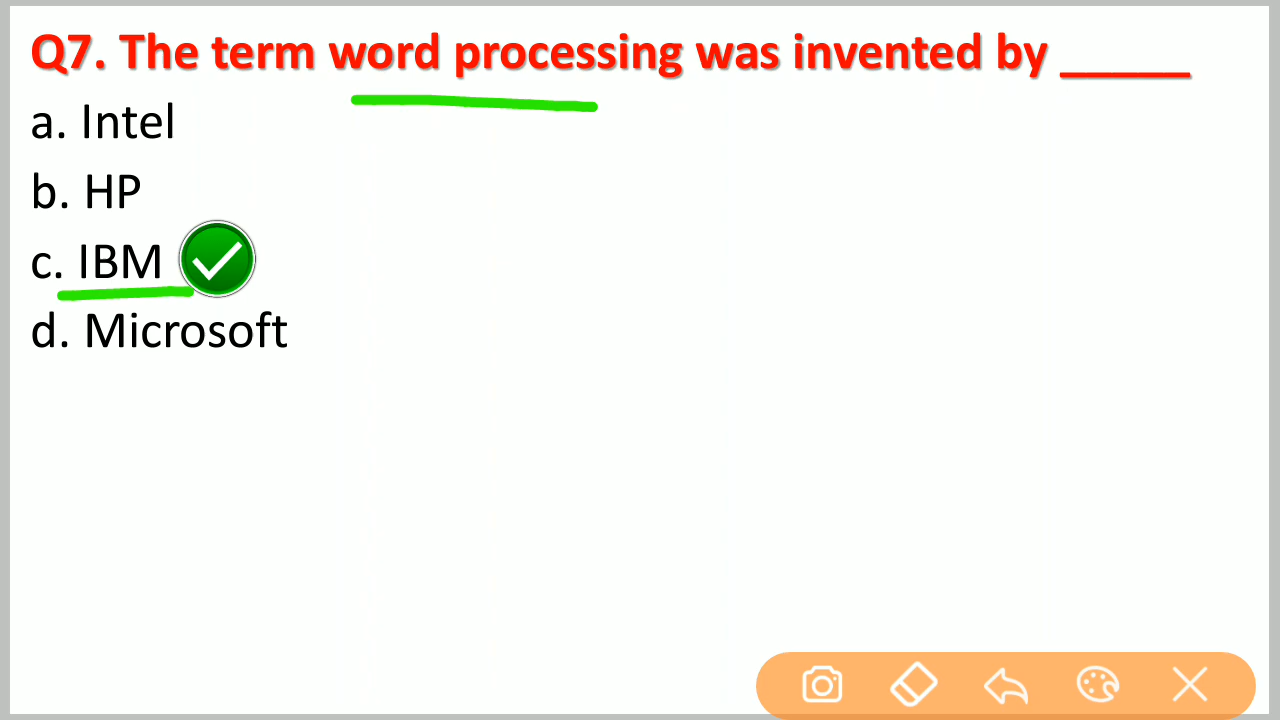 Q7. The term word processing was invented by _____
a. Intel
b. HP
c. IBM
d. Microsoft